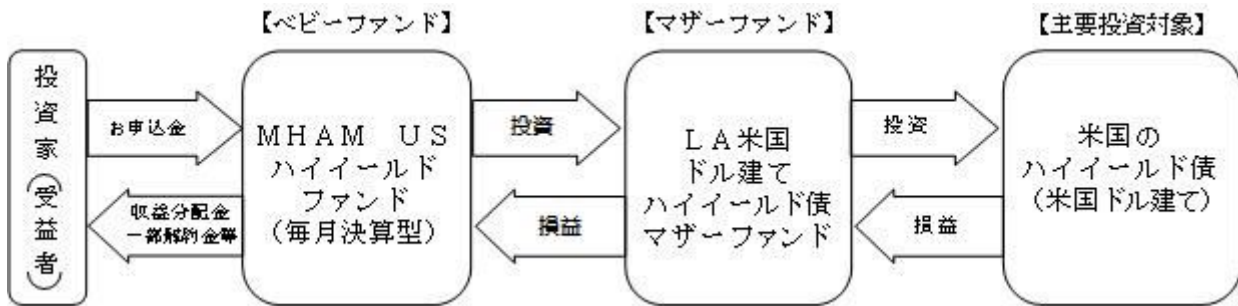 【ベビーファンド】
【マザーファンド】
【主要投資対象】
投資家（受益者）
お申込金
収益分配金
一部解約金等
ＭＨＡＭ　ＵＳ
ハイイールド
ファンド
（毎月決算型）
投資
損益
ＬＡ米国
ドル建て
ハイイールド債
マザーファンド
投資
損益
米国の
ハイイールド債
（米国ドル建て）